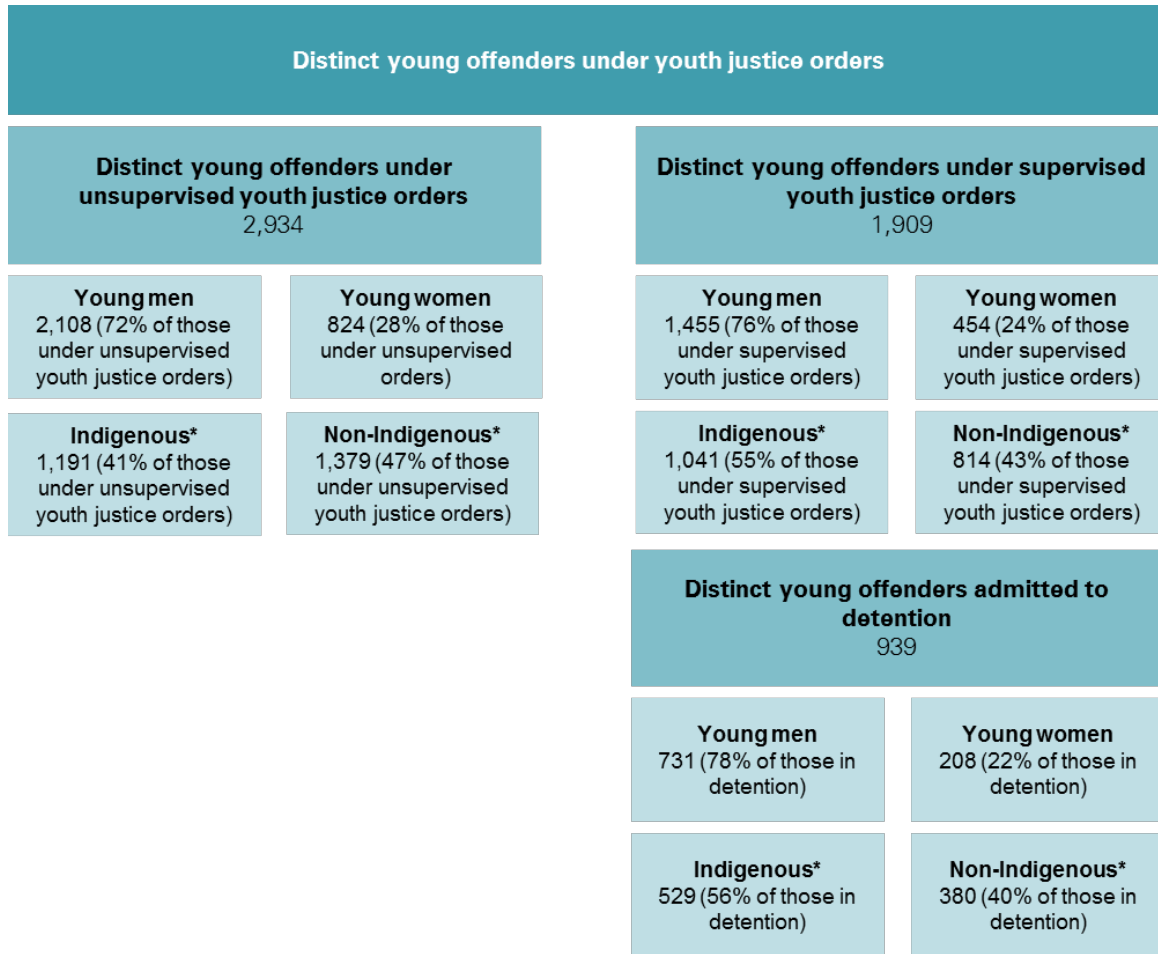 Distinct young offenders under youth justice orders
Distinct young offenders under
unsupervised youth justice orders
2,934
Young men
2,108 (72% of those
under unsupervised
youth justice orders)
Young women
824 (28% of those
under unsupervised
orders)
Indigenous*
1,191 (41% of those
under unsupervised
youth justice orders)
Non-Indigenous*
1,379 (47% of those
under unsupervised
youth justice orders)
Distinct young offenders under supervised
youth justice orders
1,909
Young men
1,455 (76% of those
under supervised
youth justice orders)
Young women
454 (24% of those
under supervised
youth justice orders)
Indigenous*
1,041 (55% of those
under supervised
youth justice orders)
Non-Indigenous*
814 (43% of those
under supervised
youth justice orders)
Distinct young offenders admitted to
detention
939
Young men
731 (78% of those in
detention)
Young women
208 (22% of those in
detention)
Indigenous*
529 (56% of those in
detention)
Non-Indigenous*
380 (40% of those in
detention)